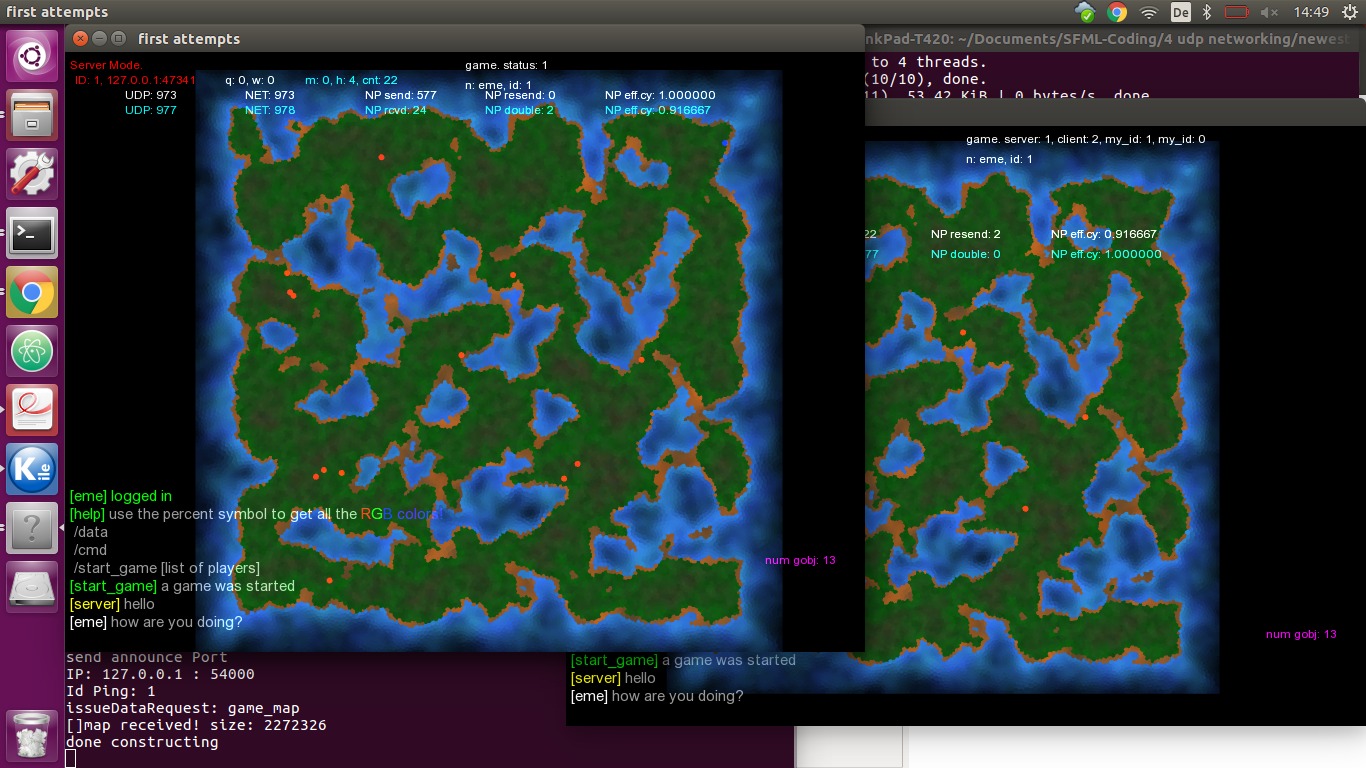 first attempts
De
14:49
first attempts
nkPad-T420: ~/Documents/SFML-Coding/4 udp networking/newest
to 4 threads.
(10/10), done.
53.42 KiB | 0 bytes/s, done
Server Mode.
game. status: 1
ID: 1, 127.0.0.1:47341
q: 0, w: 0
m: 0, h: 4, cnt: 22
n: eme, id: 1
UDP: 973
NET: 973
NP send: 577
NP resend: 0
NP eff.cy: 1.000000
UDP: 977
NET: 978
NP rcvd: 24
NP double: 2
NP eff.cy: 0.916667
game. server: 1, client: 2, my_id: 1, my_id: 0
n: eme, id: 1
22
NP resend: 2
NP eff.cy: 0.916667
77
NP double: 0
NP eff.cy: 1.000000
[eme] logged in
[help] use the percent symbol to get all the RGB colors!
/data
/cmd
/start_game [list of players]
[start_game] a game was started
[server] hello
[eme] how are you doing?
num gobj: 13
num gobj: 13
[start_game] a game was started
[server] hello
[eme] how are you doing?
send announce Port
IP: 127.0.0.1 : 54000
Id Ping: 1
issueDataRequest: game_map
[]map received! size: 2272326
done constructing